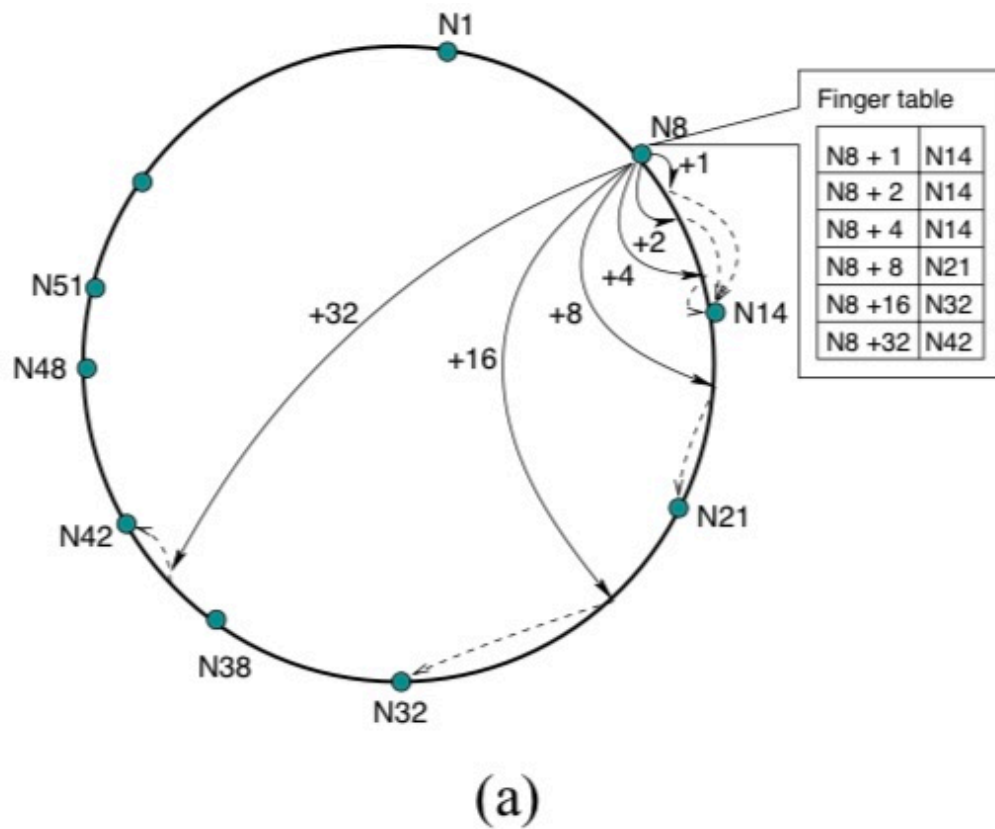 N1
N8
Finger table
N8 + 1 N14
N8 + 2 N14
N8 + 4 N14
N8 + 8 N21
N8 +16 N32
N8 +32 N42
+1
+2
+4
+8
+16
+32
N14
N51
N48
N21
N42
N38
N32
(a)